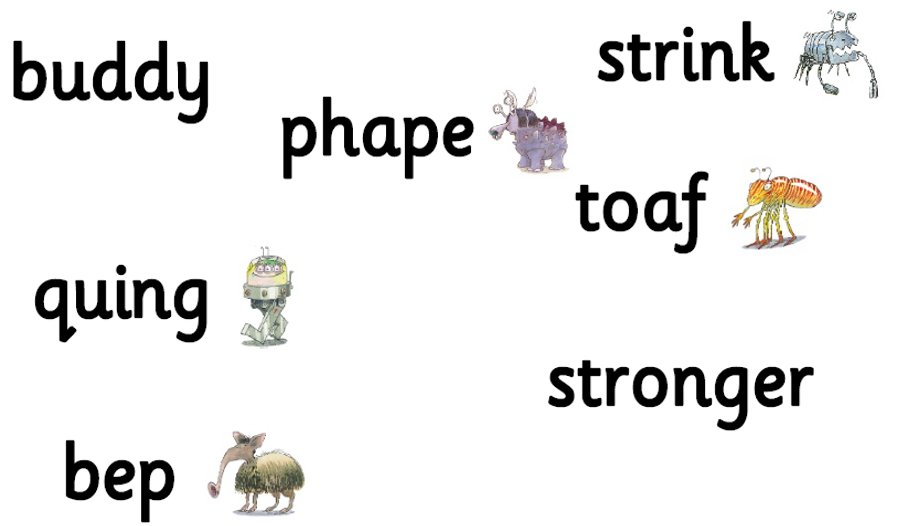 buddy
strink
phape
toaf
quing
stronger
bep